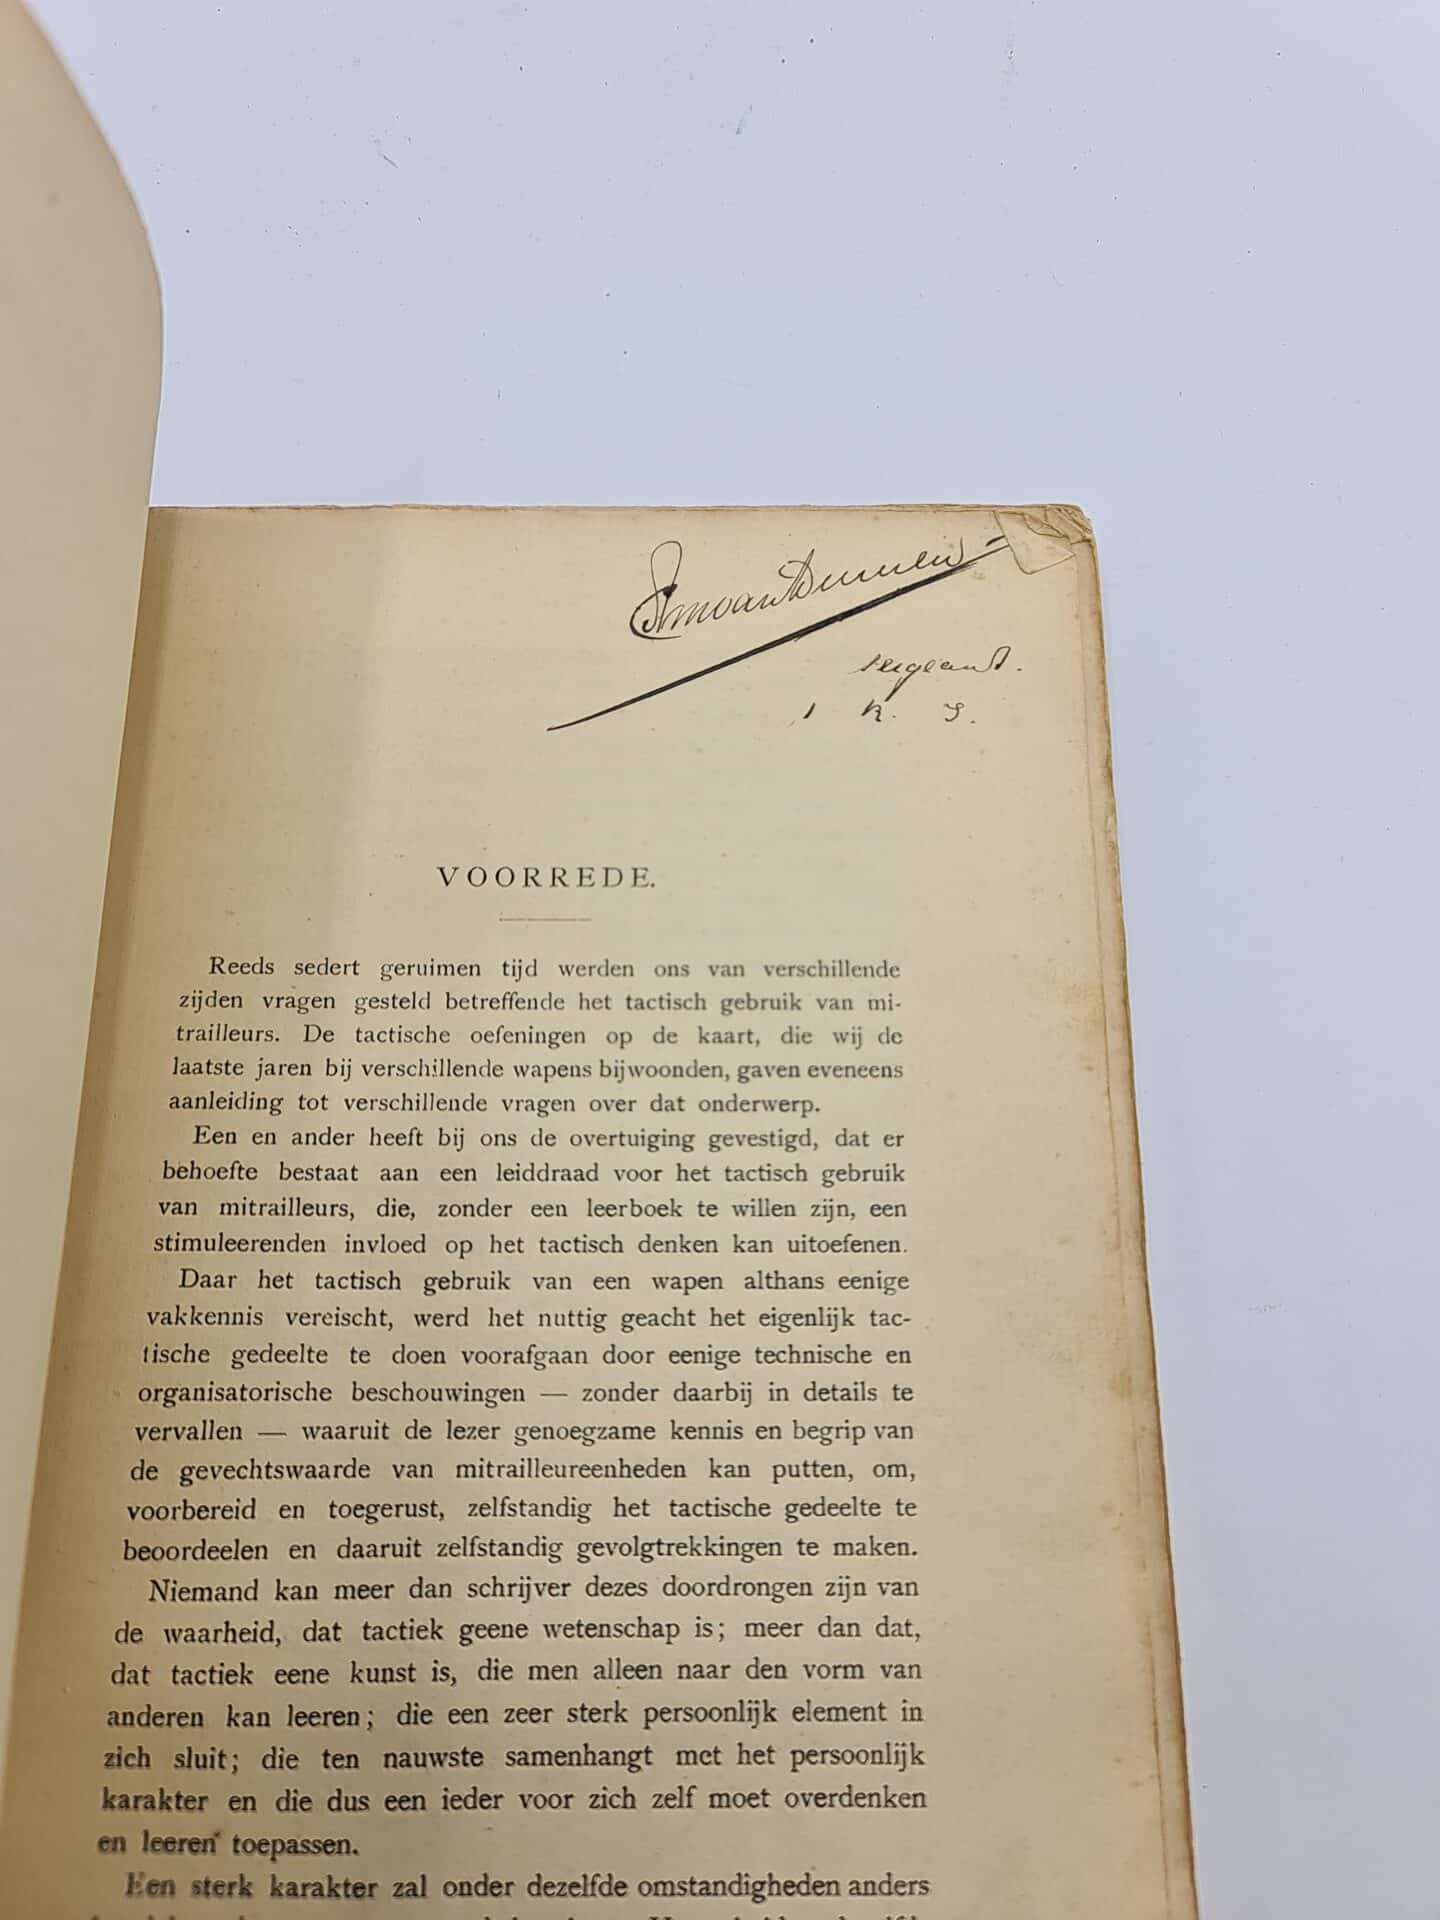 sergeant.
1 R. I.
VOORREDE.
Reeds sedert geruimen tijd werden ons van verschillende
zijden vragen gesteld betreffende het tactisch gebruik van mi-
trailleurs. De tactische oefeningen op de kaart, die wij de
laatste jaren bij verschillende wapens bijwoonden, gaven eveneens
aanleiding tot verschillende vragen over dat onderwerp.
Een en ander heeft bij ons de overtuiging gevestigd, dat er
behoefte bestaat aan een leiddraad voor het tactisch gebruik
van mitrailleurs, die, zonder een leerboek te willen zijn, een
stimuleerenden invloed op het tactisch denken kan uitoefenen.
Daar het tactisch gebruik van een wapen althans eenige
vakkennis vereischt, werd het nuttig geacht het eigenlijk tac-
tische gedeelte te doen voorafgaan door eenige technische en
organisatorische beschouwingen — zonder daarbij in details te
vervallen — waaruit de lezer genoegzame kennis en begrip van
de gevechtswaarde van mitrailleureenheden kan putten, om,
voorbereid en toegerust, zelfstandig het tactische gedeelte te
beoordeelen en daaruit zelfstandig gevolgtrekkingen te maken.
Niemand kan meer dan schrijver dezes doordrongen zijn van
de waarheid, dat tactiek geene wetenschap is; meer dan dat,
dat tactiek eene kunst is, die men alleen naar den vorm van
anderen kan leeren; die een zeer sterk persoonlijk element in
zich sluit; die ten nauwste samenhangt met het persoonlijk
karakter en die dus een ieder voor zich zelf moet overdenken
en leeren toepassen.
Een sterk karakter zal onder dezelfde omstandigheden anders